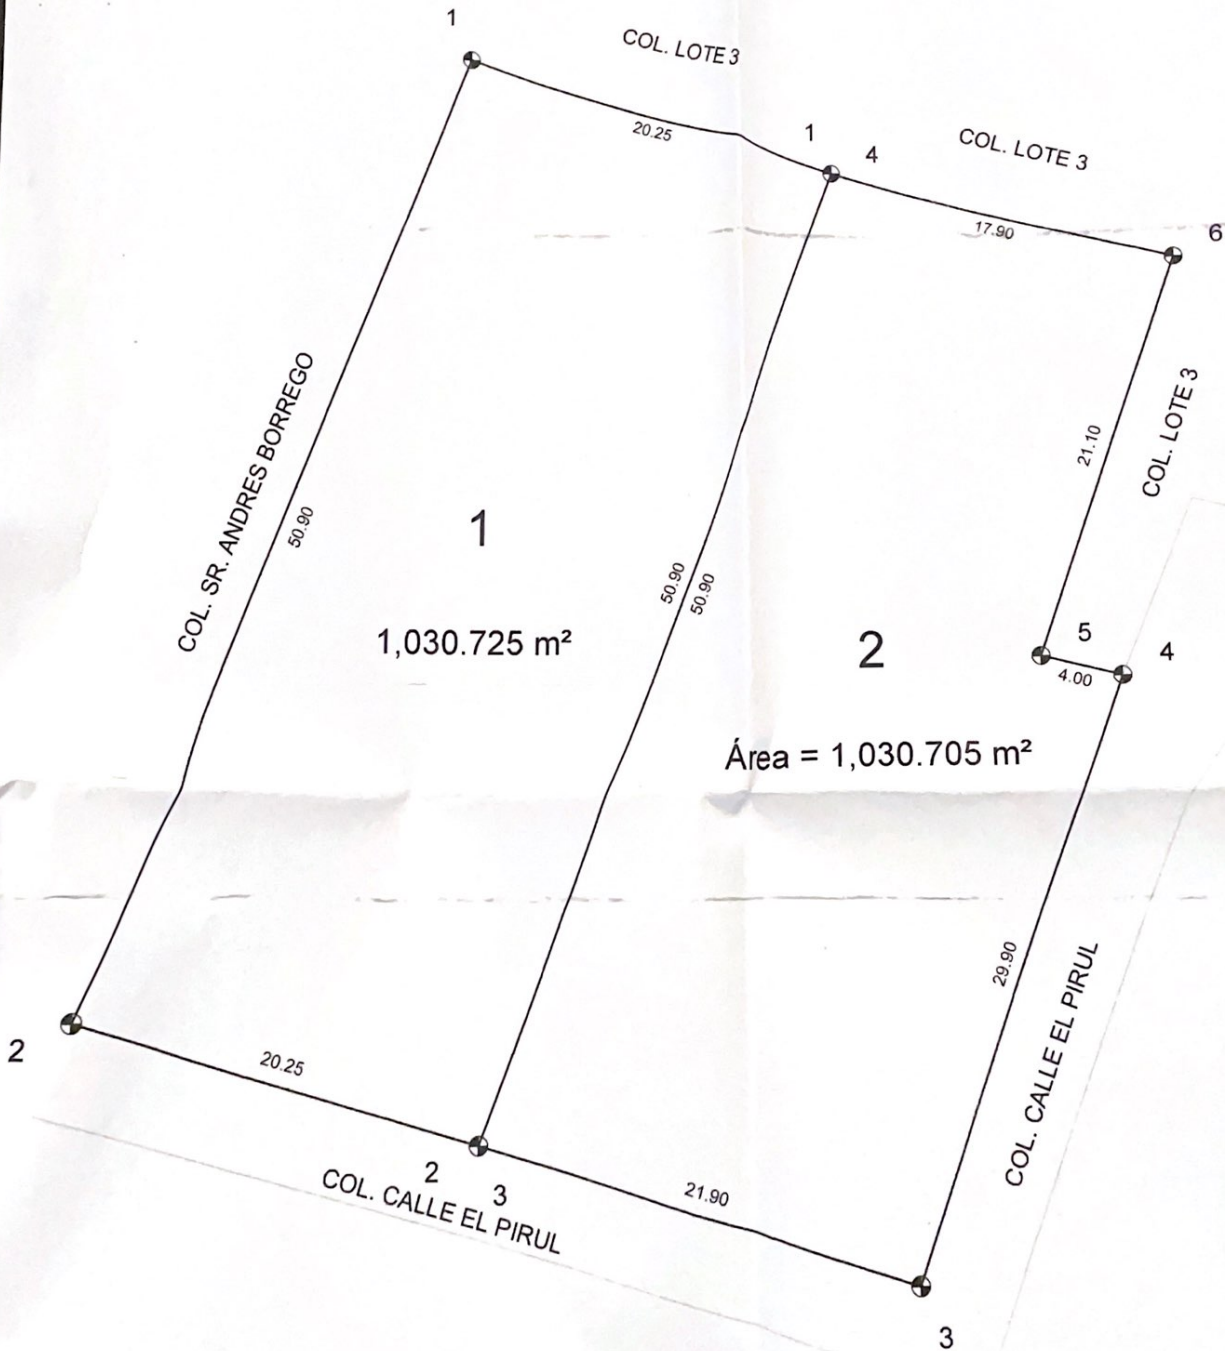 1
COL. LOTE 3
20.25
1
4
COL. LOTE 3
17.90
6
COL. SR. ANDRES BORREGO
50.90
1
1,030.725 m²
50.90
50.90
21.10
COL. LOTE 3
2
Área = 1,030.705 m²
5
4
4.00
29.90
COL. CALLE EL PIRUL
2
20.25
2
3
COL. CALLE EL PIRUL
21.90
3